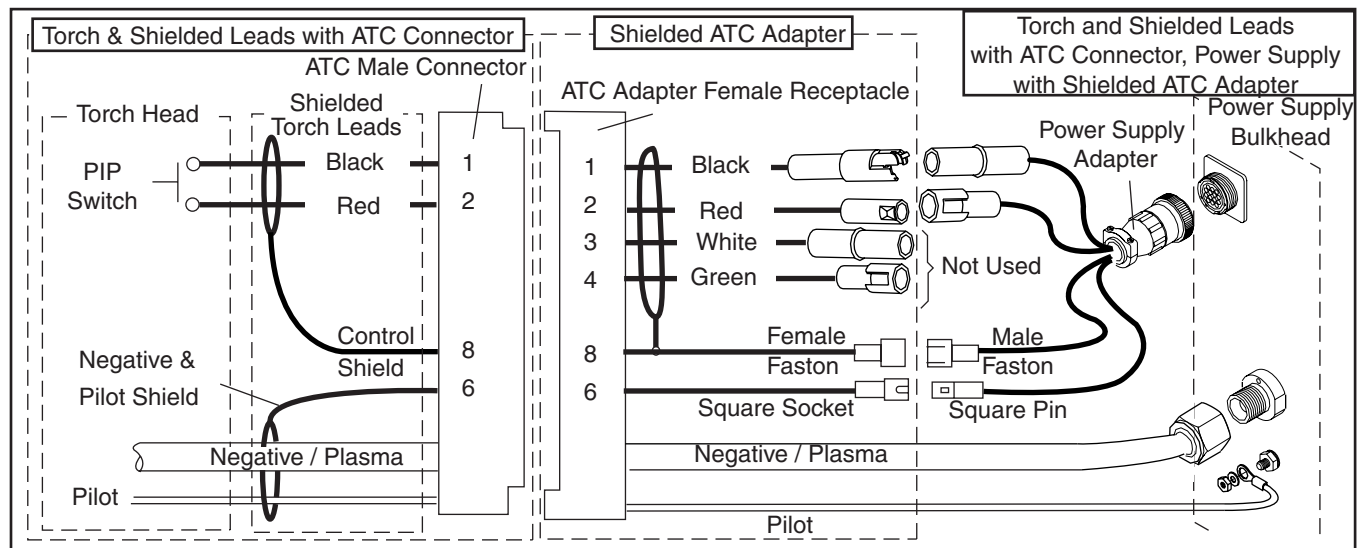 Torch & Shielded Leads with ATC Connector
Shielded ATC Adapter
Torch and Shielded Leads
with ATC Connector, Power Supply
with Shielded ATC Adapter
ATC Male Connector
ATC Adapter Female Receptacle
Torch Head
Shielded
Torch Leads
Power Supply
Adapter
Power Supply
Bulkhead
PIP
Switch
Black
1
Red
2
1
Black
2
Red
3
White
4
Green
Not Used
Control
Shield
8
Negative &
Pilot Shield
6
8
Female
Faston
Male
Faston
6
Square Socket
Square Pin
Negative / Plasma
Negative / Plasma
Pilot
Pilot